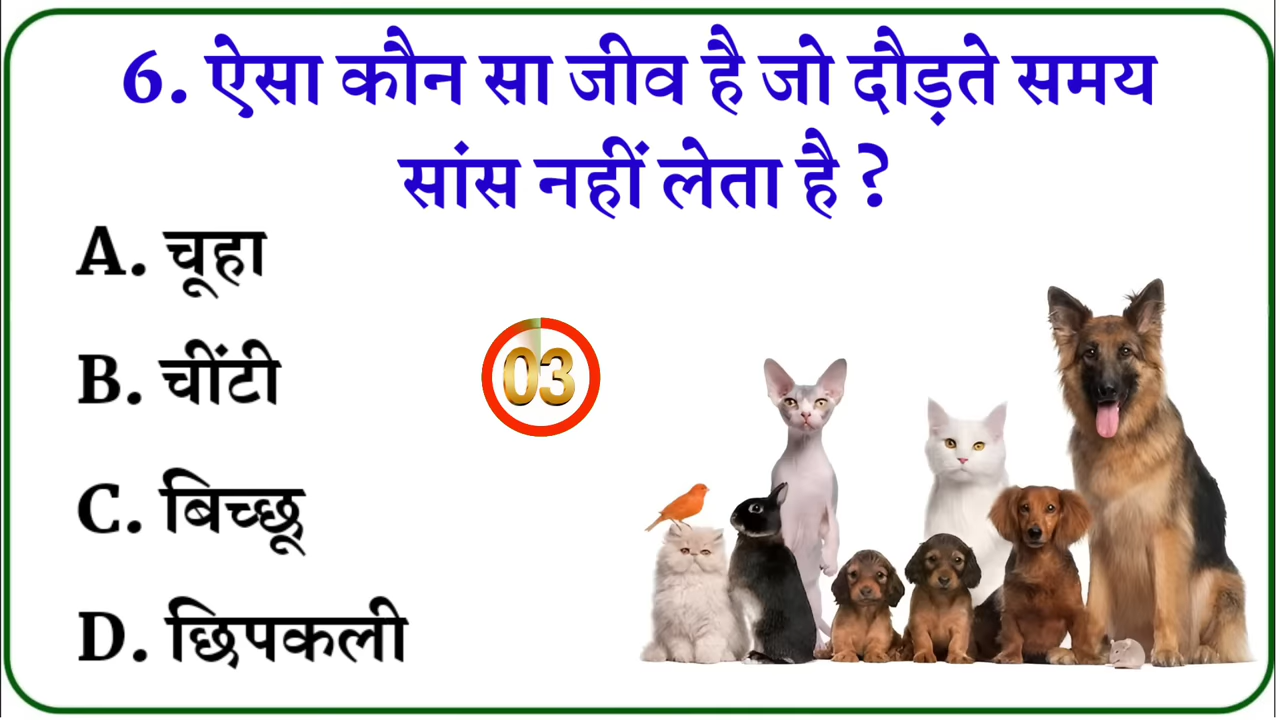 6. ऐसा कौन सा जीव है जो दौड़ते समय
सांस नहीं लेता है ?
A. चूहा
B. चींटी
03
C. बिच्छू
D. छिपकली